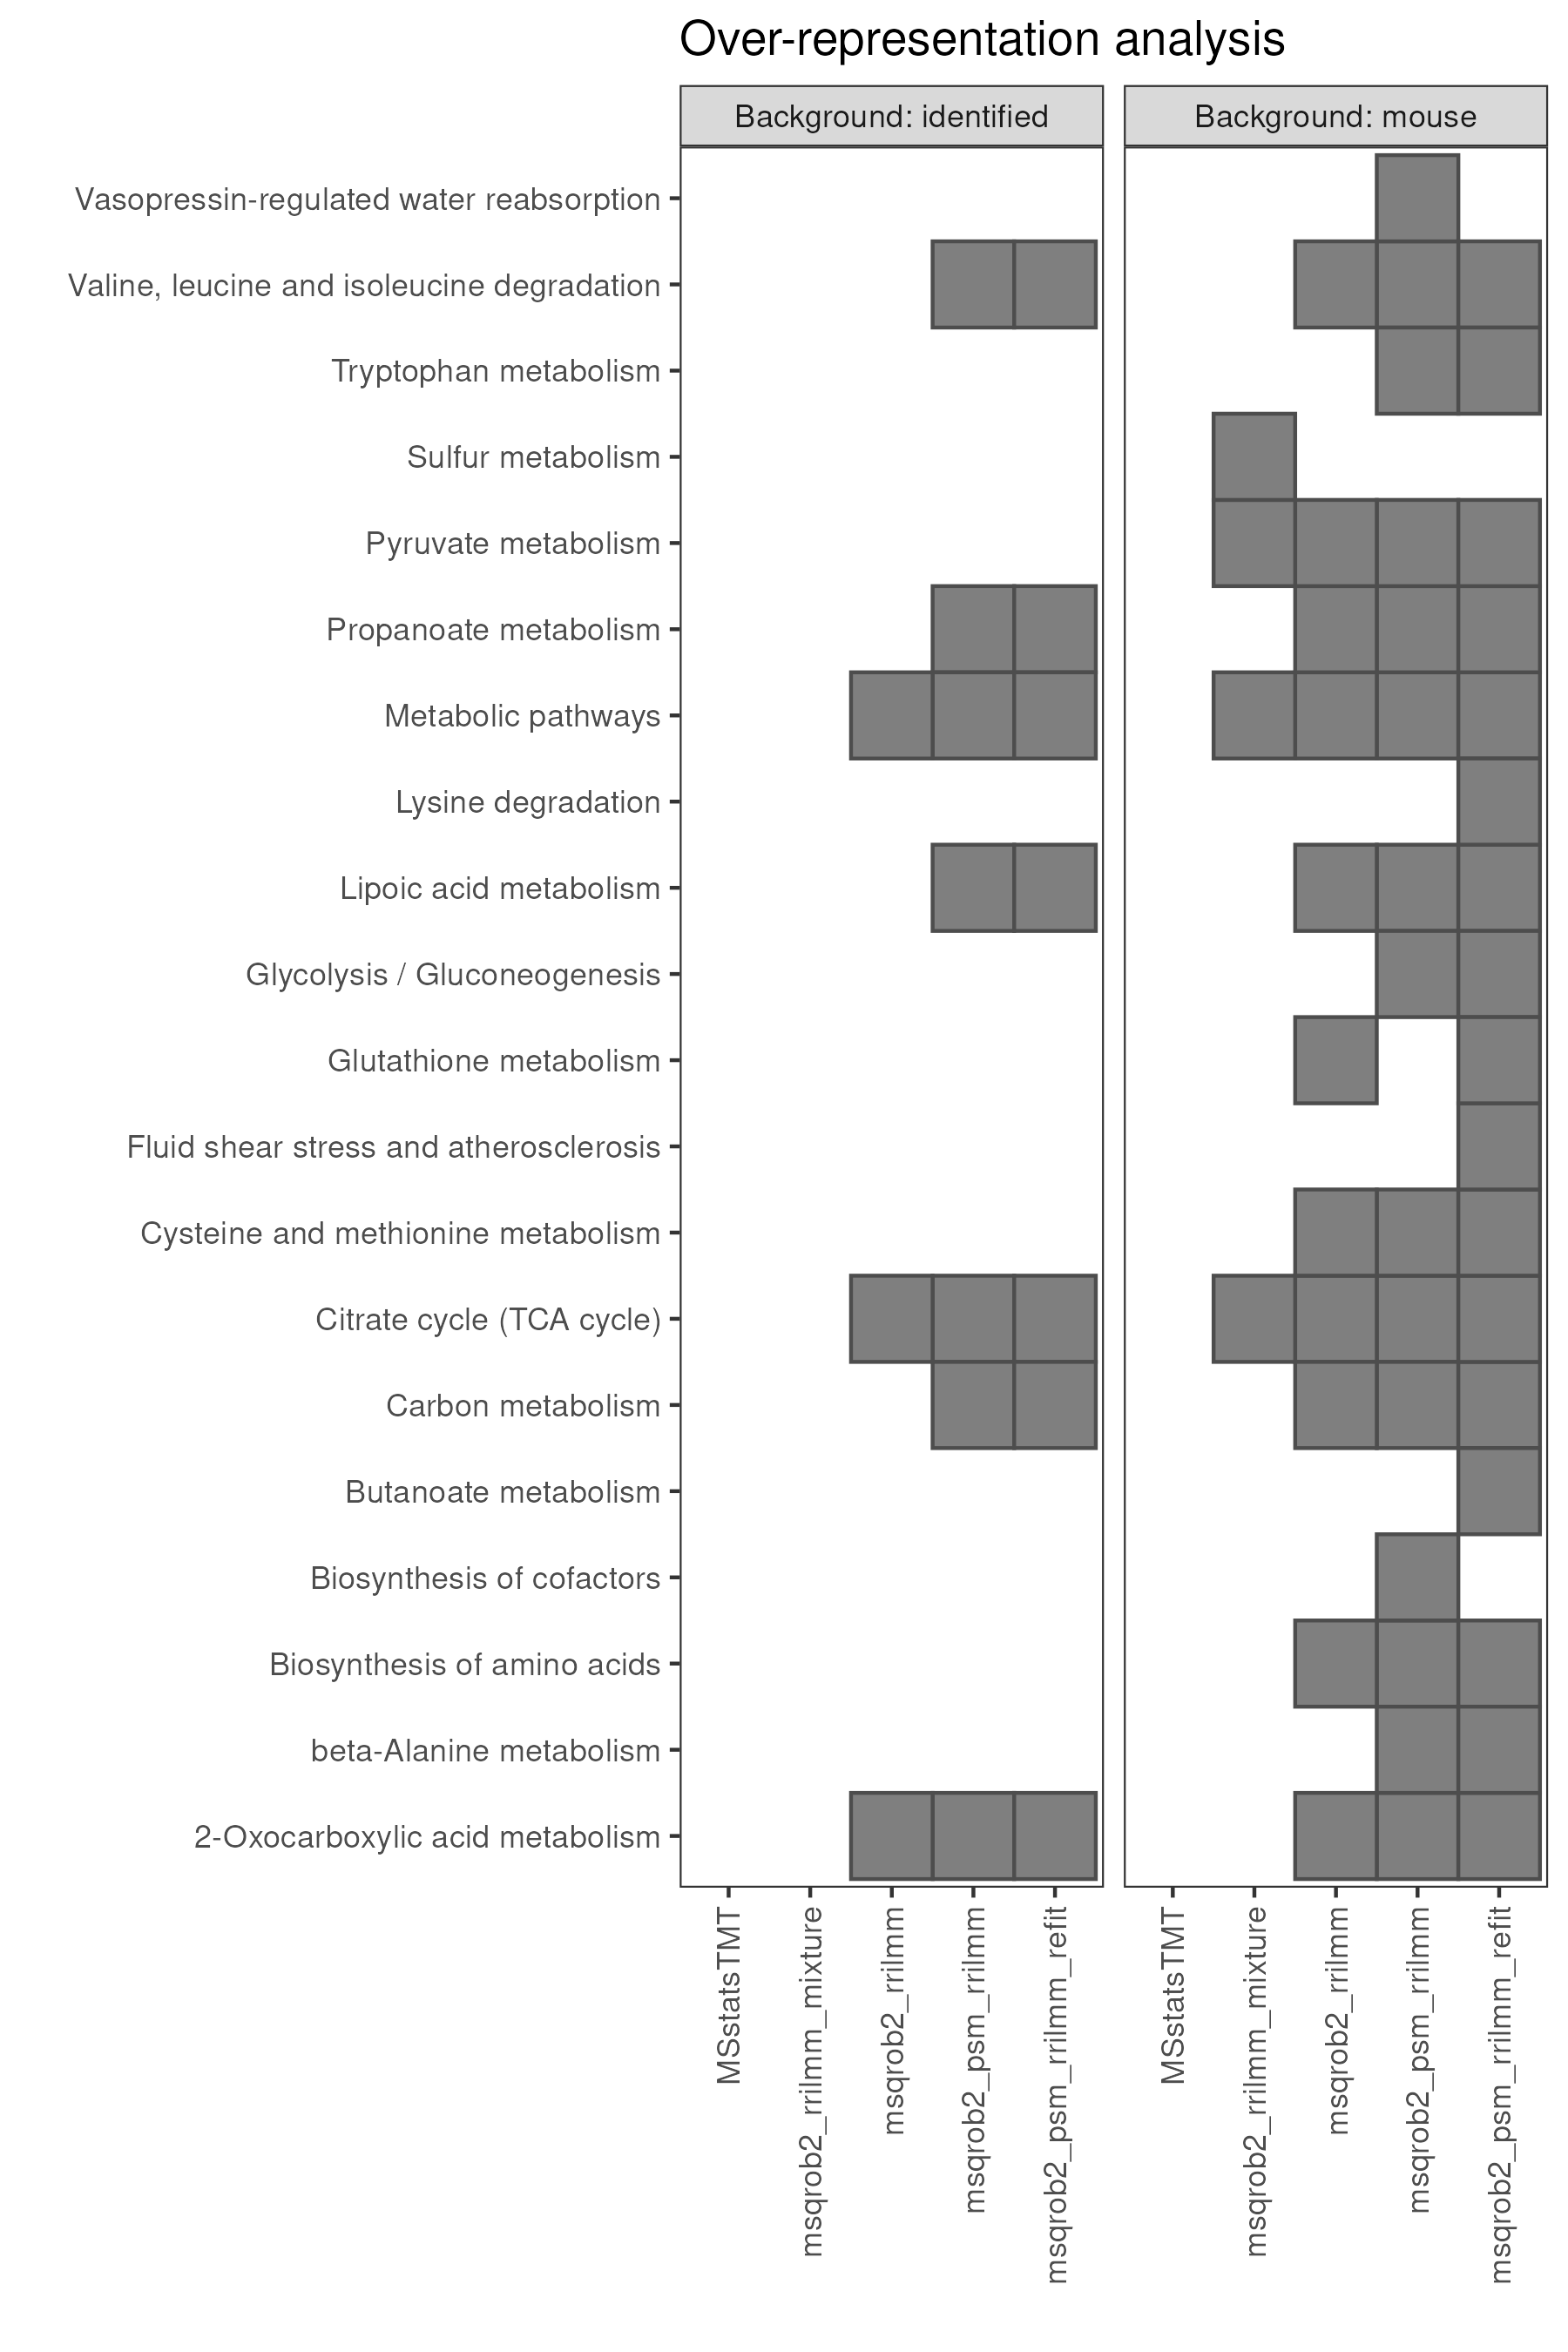 Over-representation analysis
Background: identified
Background: mouse
Vasopressin-regulated water reabsorption
Valine, leucine and isoleucine degradation
Tryptophan metabolism
Sulfur metabolism
Pyruvate metabolism
Propanoate metabolism
Metabolic pathways
Lysine degradation
Lipoic acid metabolism
Glycolysis / Gluconeogenesis
Glutathione metabolism
Fluid shear stress and atherosclerosis
Cysteine and methionine metabolism
Citrate cycle (TCA cycle)
Carbon metabolism
Butanoate metabolism
Biosynthesis of cofactors
Biosynthesis of amino acids
beta-Alanine metabolism
2-Oxocarboxylic acid metabolism
MSstatsTMT
msqrob2_rrilmm_mixture
msqrob2_rrilmm
msqrob2_psm_rrilmm
msqrob2_psm_rrilmm_refit
MSstatsTMT
msqrob2_rrilmm_mixture
msqrob2_rrilmm
msqrob2_psm_rrilmm
msqrob2_psm_rrilmm_refit